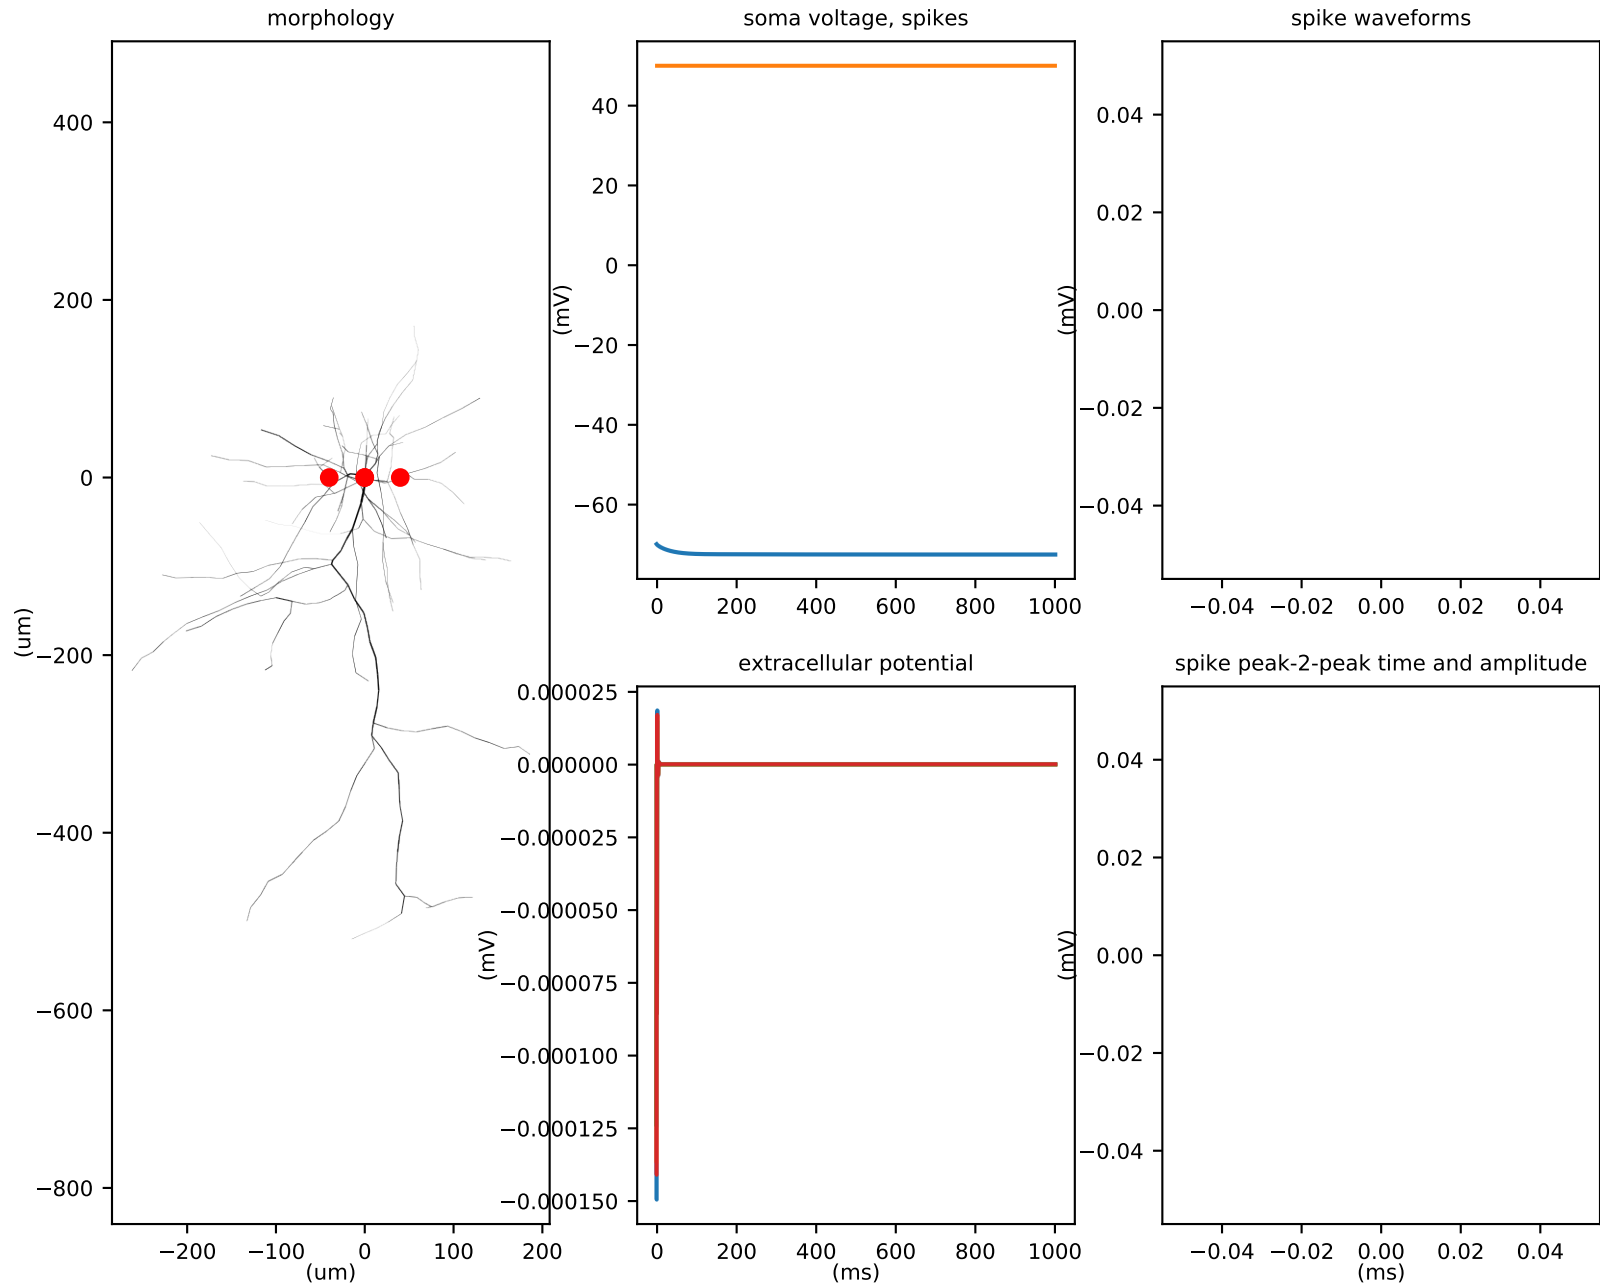 morphology
400
200
0
−200
−400
−600
−800
(um)
−200 −100 0 100 200
(um)
soma voltage, spikes
40
20
0
−20
−40
−60
(mV)
0 200 400 600 800 1000
spike waveforms
0.04
0.02
0.00
−0.02
−0.04
(mV)
−0.04 −0.02 0.00 0.02 0.04
extracellular potential
0.000025
0.000000
−0.000025
−0.000050
−0.000075
−0.000100
−0.000125
−0.000150
(mV)
0 200 400 600 800 1000
(ms)
spike peak-2-peak time and amplitude
0.04
0.02
0.00
−0.02
−0.04
(mV)
−0.04 −0.02 0.00 0.02 0.04
(ms)